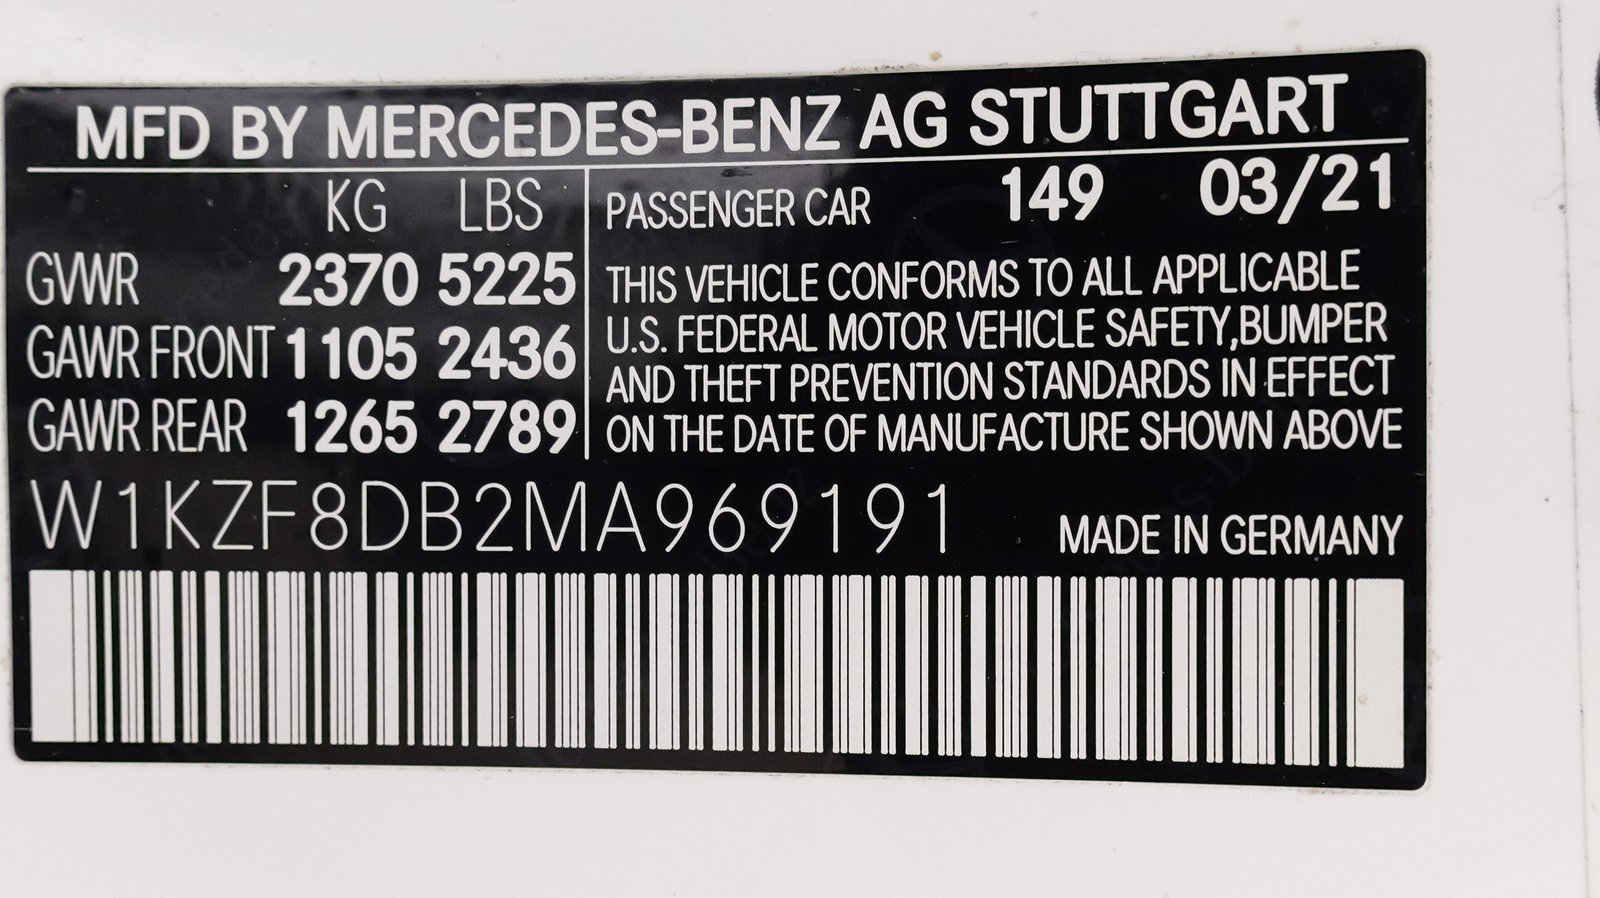 MFD BY MERCEDES-BENZ AG STUTTGART
KG LBS
GVWR 2370 5225
GAWR FRONT 1105 2436
GAWR REAR 1265 2789
PASSENGER CAR 149 03/21
THIS VEHICLE CONFORMS TO ALL APPLICABLE
U.S. FEDERAL MOTOR VEHICLE SAFETY,BUMPER
AND THEFT PREVENTION STANDARDS IN EFFECT
ON THE DATE OF MANUFACTURE SHOWN ABOVE
W1KZF8DB2MA969191
MADE IN GERMANY